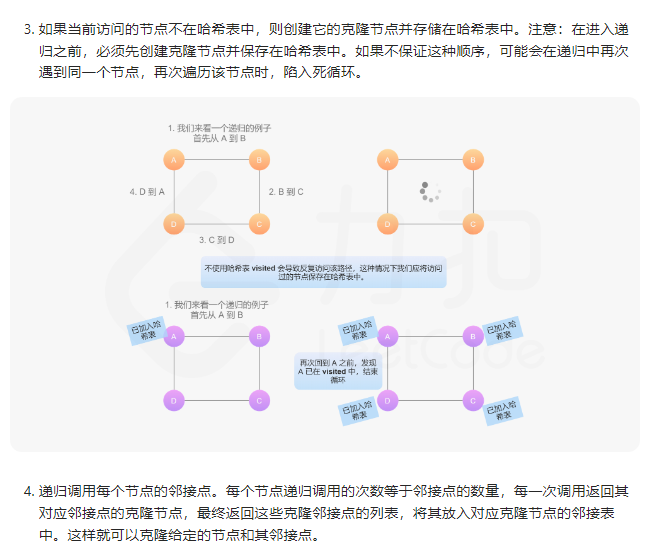 3. 如果当前访问的节点不在哈希表中，则创建它的克隆节点并存储在哈希表中。注意：在进入递
归之前，必须先创建克隆节点并保存在哈希表中。如果不保证这种顺序，可能会在递归中再次
遇到同一个节点，再次遍历该节点时，陷入死循环。
1. 我们来看一个递归的例子
首先从 A 到 B
A
B
A
B
4. D 到 A
2. B 到 C
D
C
D
C
3. C 到 D
力扣
不使用哈希表 visited 会导致反复访问该路径，这种情况下我们应将访问
过的节点保存在哈希表中。
1. 我们来看一个递归的例子
首先从 A 到 B
已加入哈
希表
A
B
已加入哈
希表
A
B
已加入哈
希表
LeetCode
再次回到 A 之前，发现
A 已在 visited 中，结束
循环
D
C
D
C
已加入哈
希表
已加入哈
希表
4. 递归调用每个节点的邻接点。每个节点递归调用的次数等于邻接点的数量，每一次调用返回其
对应邻接点的克隆节点，最终返回这些克隆邻接点的列表，将其放入对应克隆节点的邻接表
中。这样就可以克隆给定的节点和其邻接点。